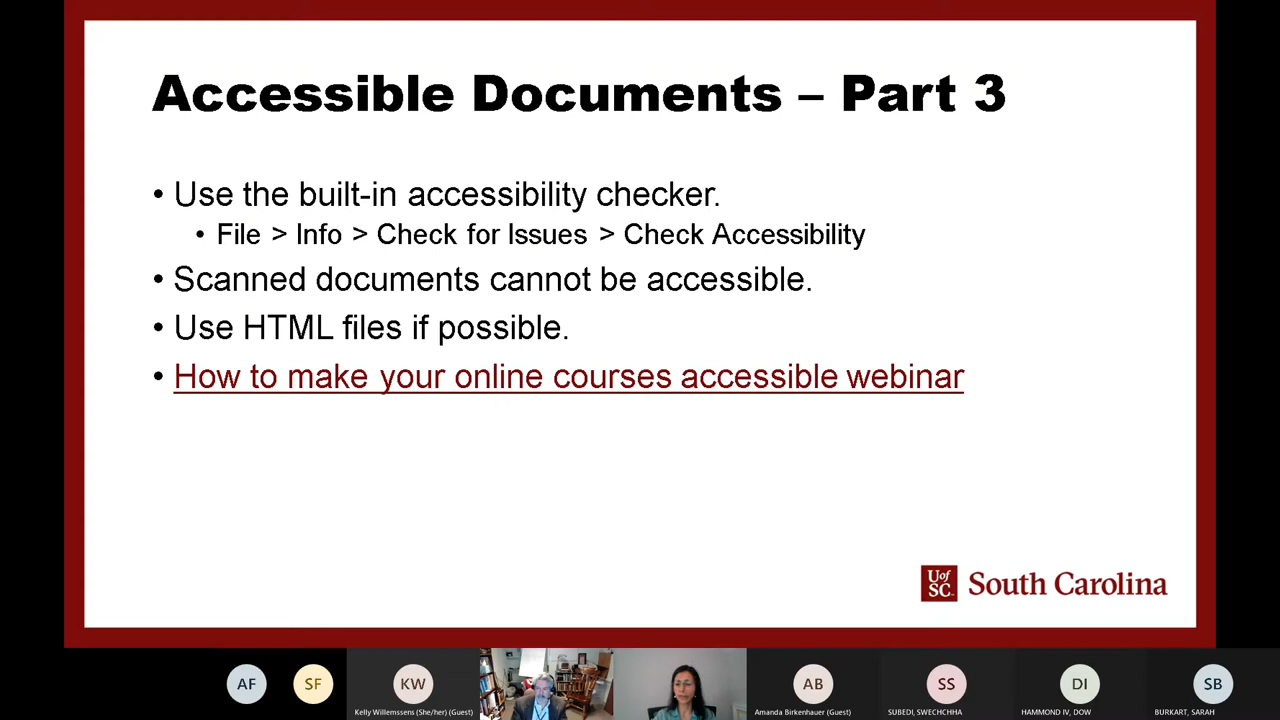 Accessible Documents – Part 3
• Use the built-in accessibility checker.
• File > Info > Check for Issues > Check Accessibility
• Scanned documents cannot be accessible.
• Use HTML files if possible.
• How to make your online courses accessible webinar
U of SC
South Carolina
AF
SF
KW
AB
SS
DI
SB
Kelly Willemssens (She/her) (Guest)
Amanda Birkenhauer (Guest)
SUBEDI, SWECHCHHA
HAMMOND IV, DOW
BURKART, SARAH